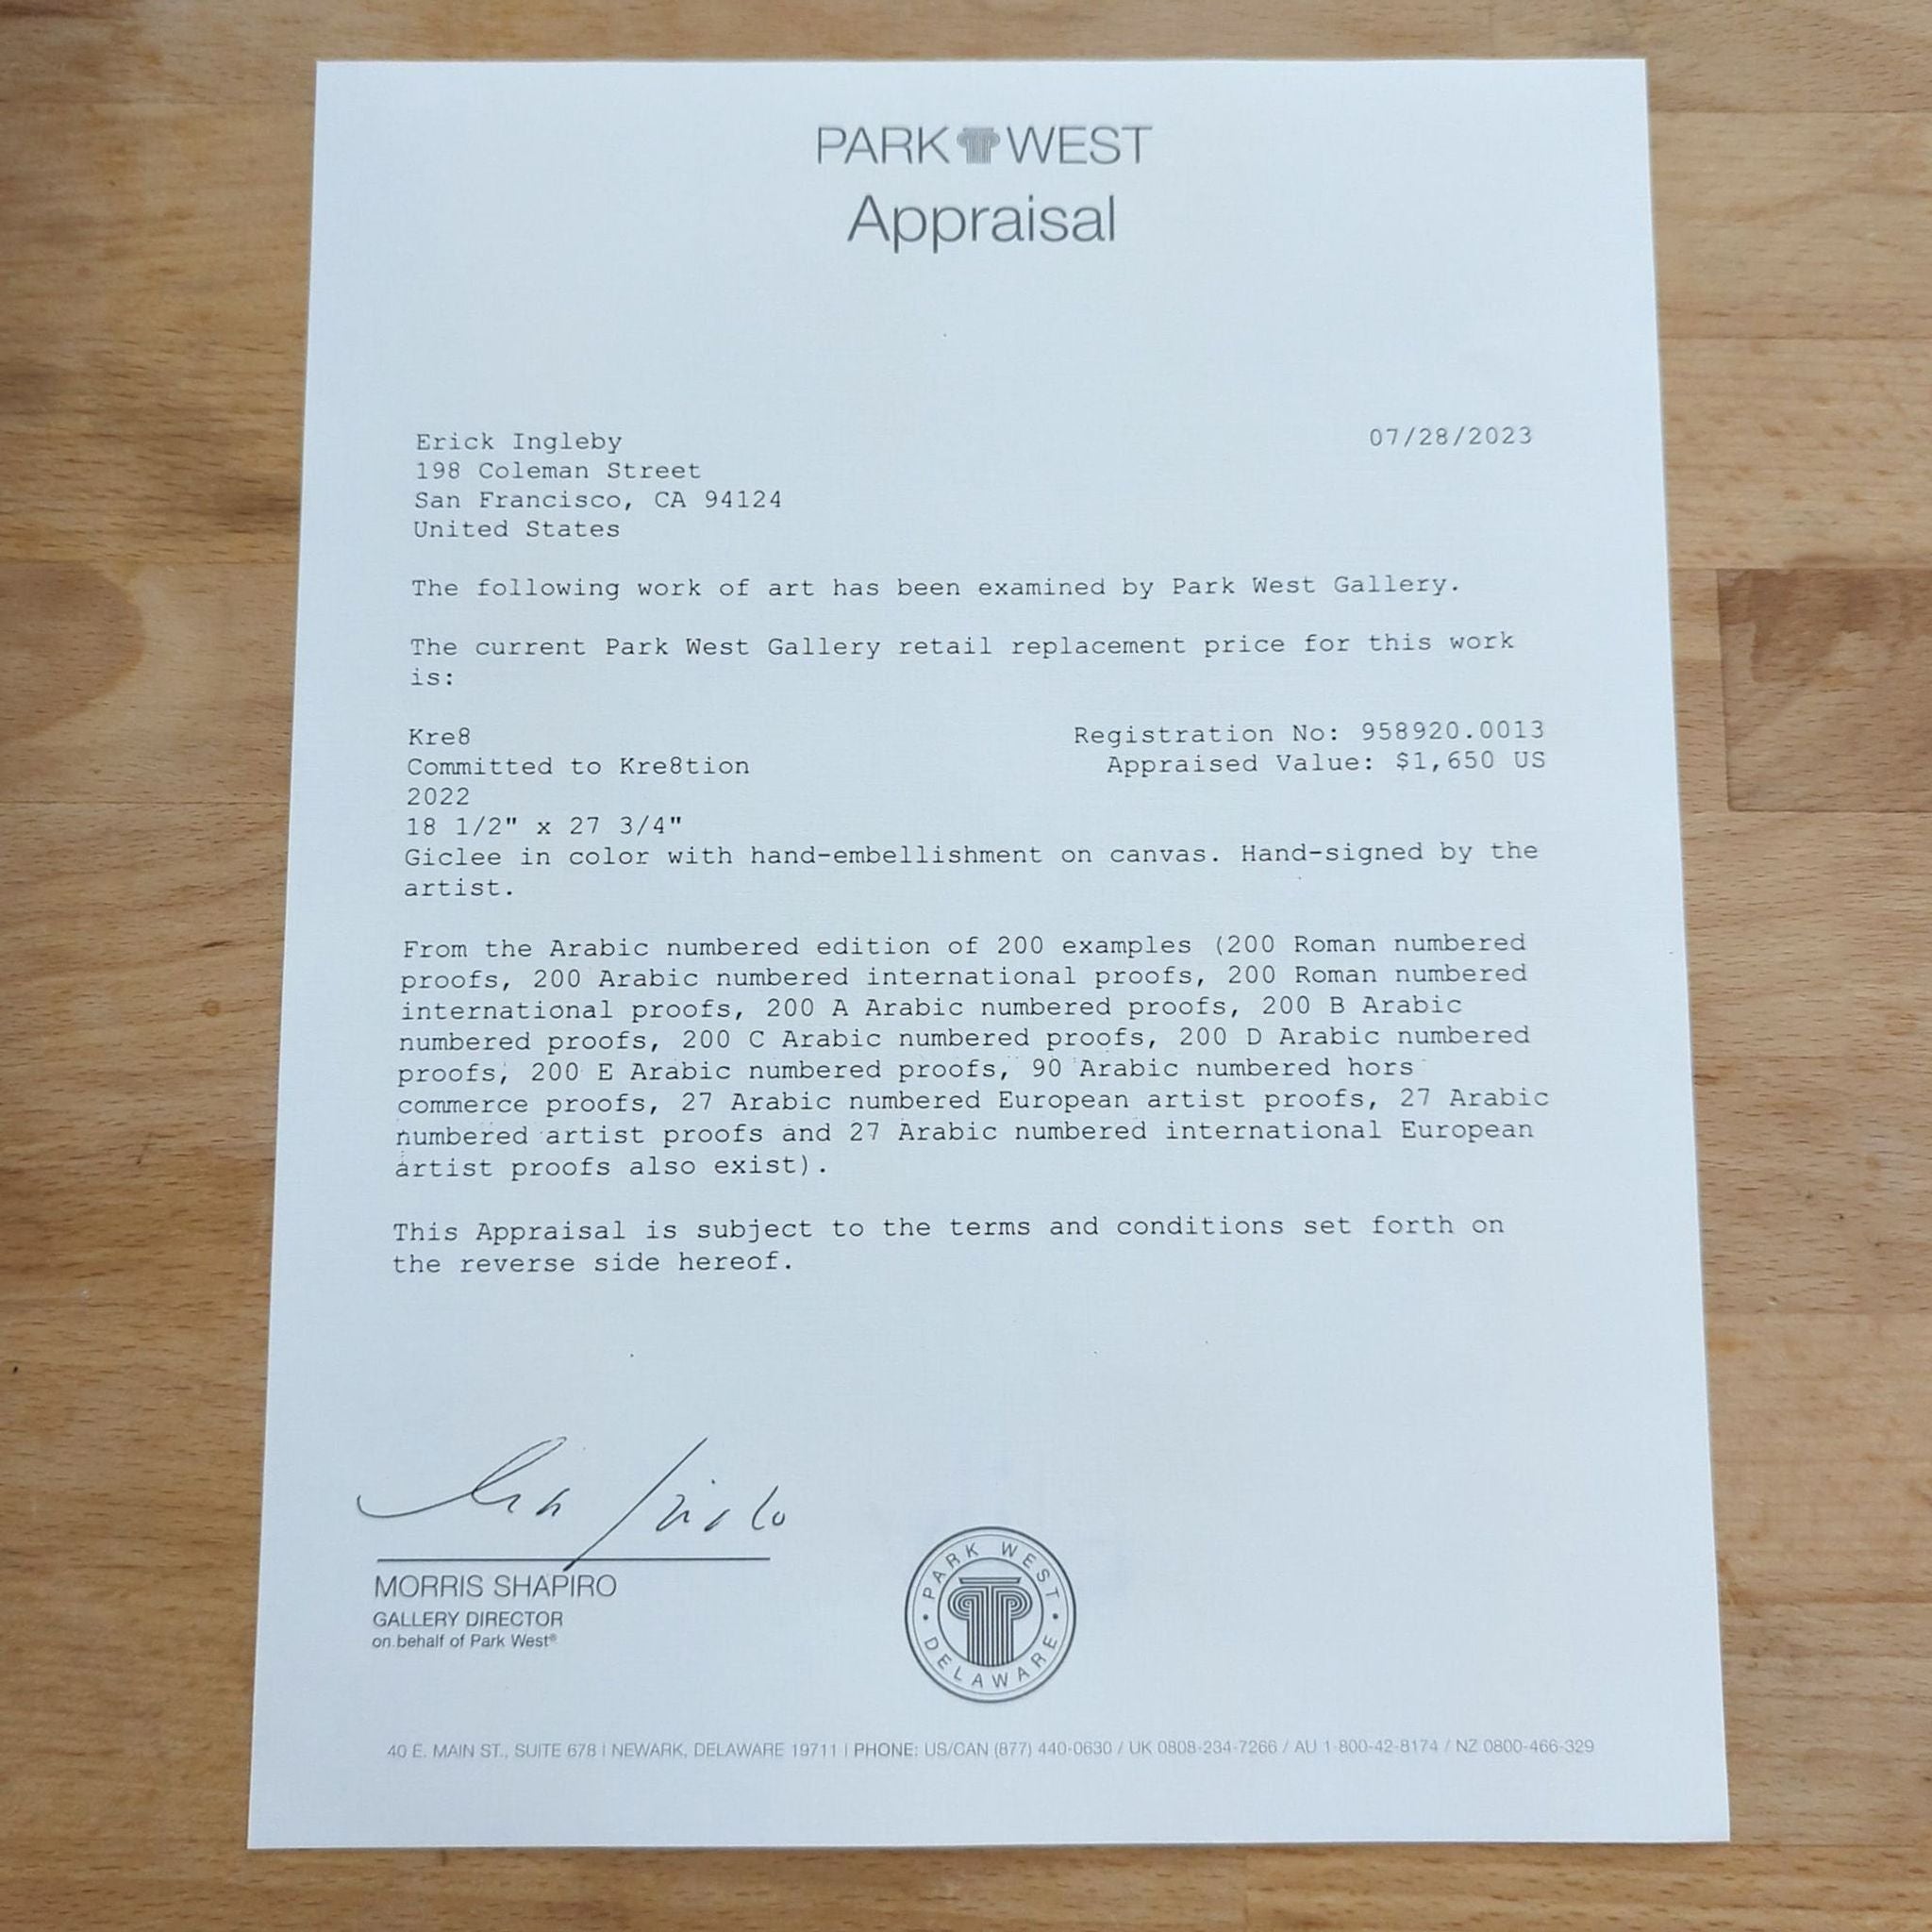 PARK WEST
Appraisal
Erick Ingleby
07/28/2023
198 Coleman Street
San Francisco, CA 94124
United States
The following work of art has been examined by Park West Gallery.
The current Park West Gallery retail replacement price for this work
is:
Kre8
Registration No: 958920.0013
Committed to Kre8tion
Appraised Value: $1,650 US
2022
18 1/2" x 27 3/4"
Giclee in color with hand-embellishment on canvas. Hand-signed by the
artist.
From the Arabic numbered edition of 200 examples (200 Roman numbered
proofs, 200 Arabic numbered international proofs, 200 Roman numbered
international proofs, 200 A Arabic numbered proofs, 200 B Arabic
numbered proofs, 200 C Arabic numbered proofs, 200 D Arabic numbered
proofs, 200 E Arabic numbered proofs, 90 Arabic numbered hors
commerce proofs, 27 Arabic numbered European artist proofs, 27 Arabic
numbered artist proofs and 27 Arabic numbered international European
artist proofs also exist).
This Appraisal is subject to the terms and conditions set forth on
the reverse side hereof.
MORRIS SHAPIRO
GALLERY DIRECTOR
on behalf of Park West®
PARK WEST
DELAWARE
40 E. MAIN ST., SUITE 678 | NEWARK, DELAWARE 19711 | PHONE: US/CAN (877) 440-0630 / UK 0808-234-7266 / AU 1-800-42-8174 / NZ 0800-466-329